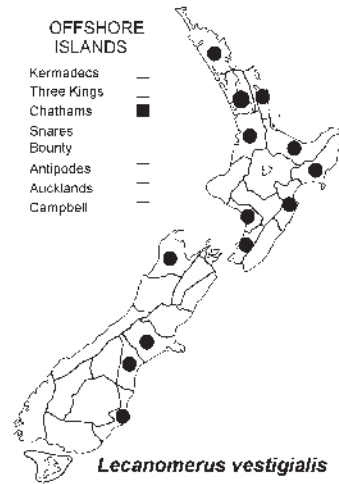 OFFSHORE
ISLANDS
Kermadecs
Three Kings
Chathams
Snares
Bounty
Antipodes
Aucklands
Campbell
Lecanomerus vestigialis